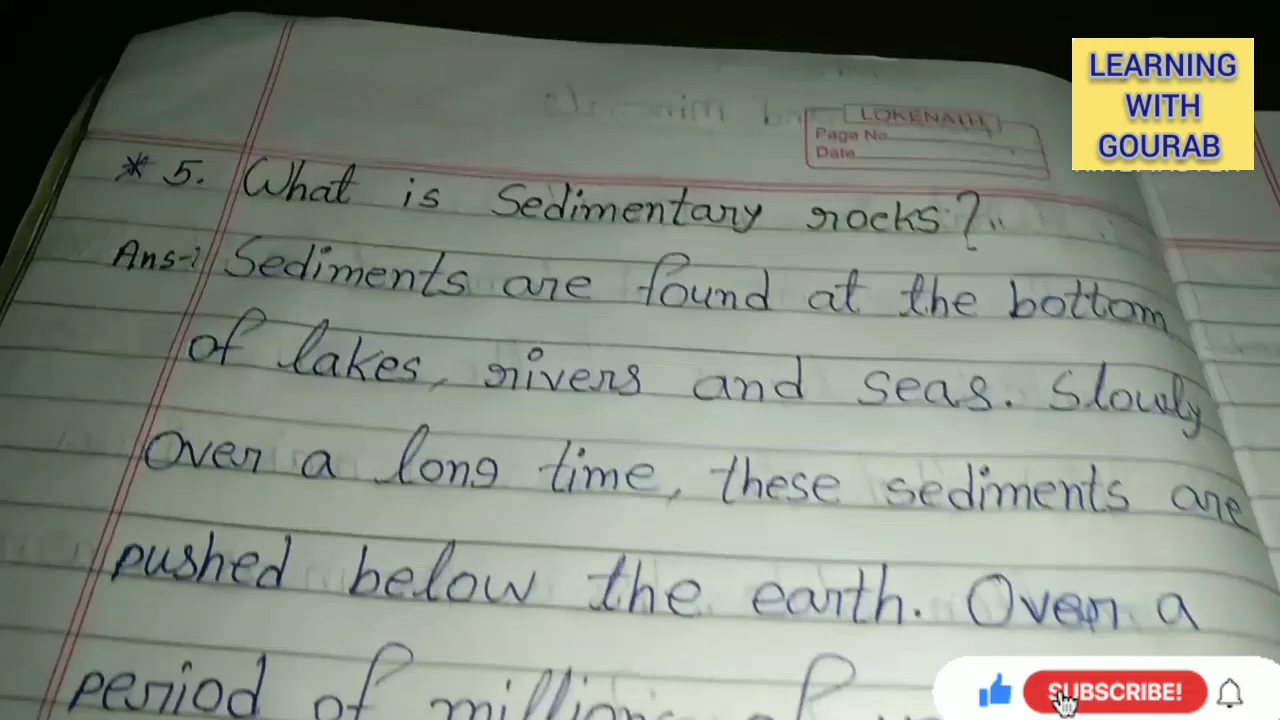 LEARNING
WITH
GOURAB
LOKENATH
Page No
Date
* 5. What is Sedimentary rocks?
Ans-: Sediments are found at the bottom
of lakes, rivers and seas. Slowly
Over a long time, these sediments are
pushed below the earth. Over a
period of millions of
SUBSCRIBE!